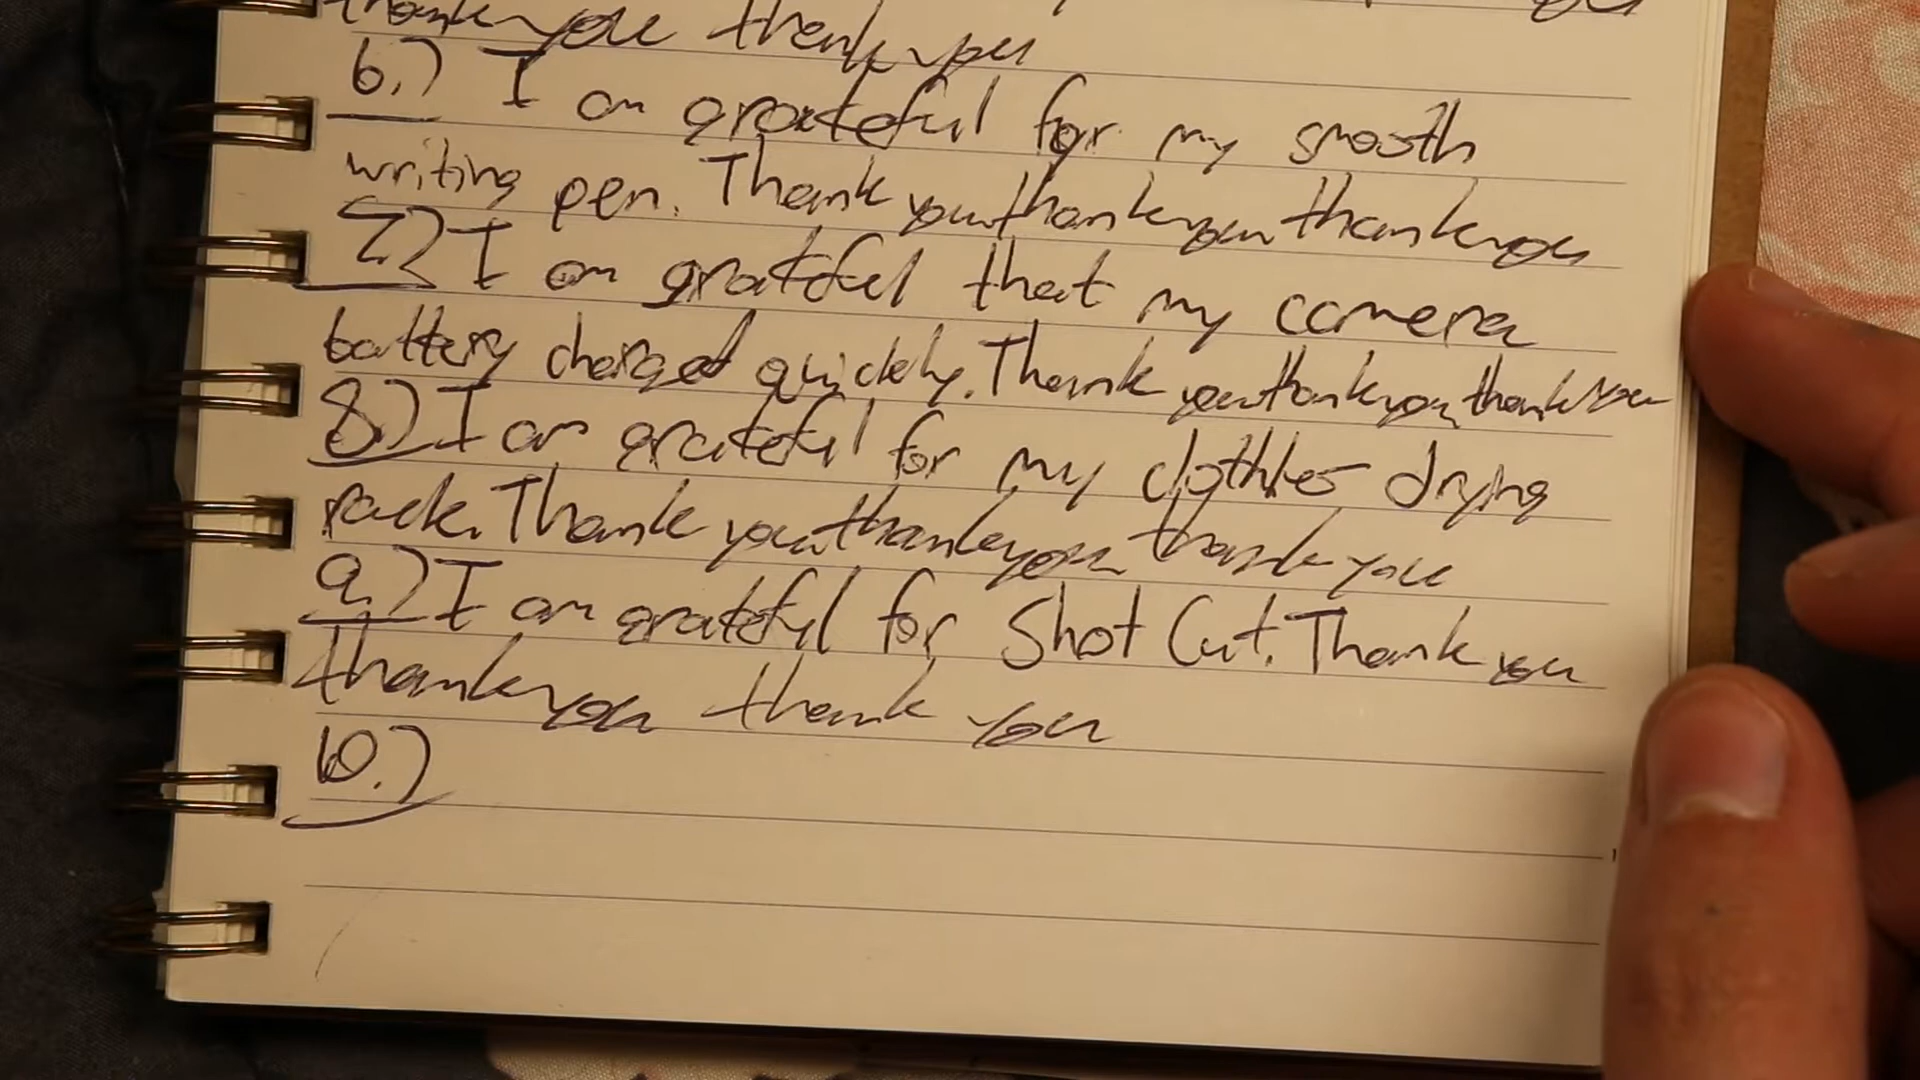 thank you thank you
6.) I am grateful for my smooth
writing pen. Thank you thank you thank you
7.) I am grateful that my camera
battery charged quickely. Thank you thank you thank you
8.) I am grateful for my clothes drying
rack. Thank you thank you thank you
9.) I am grateful for Shot Cut. Thank you
thank you thank you
10.)